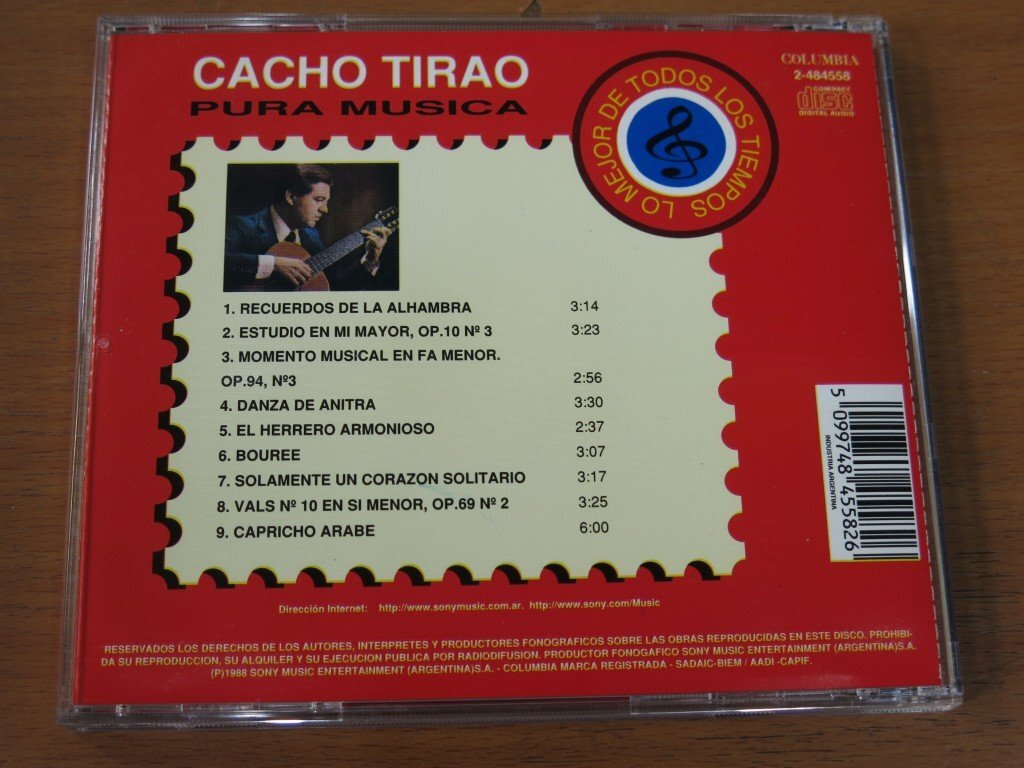 CACHO TIRAO
PURA MUSICA
LO MEJOR DE TODOS LOS TIEMPOS
COLUMBIA
2-484558
COMPACT
disc
DIGITAL AUDIO
1. RECUERDOS DE LA ALHAMBRA 3:14
2. ESTUDIO EN MI MAYOR, OP.10 Nº 3 3:23
3. MOMENTO MUSICAL EN FA MENOR.
OP.94, Nº3 2:56
4. DANZA DE ANITRA 3:30
5. EL HERRERO ARMONIOSO 2:37
6. BOUREE 3:07
7. SOLAMENTE UN CORAZON SOLITARIO 3:17
8. VALS Nº 10 EN SI MENOR, OP.69 Nº 2 3:25
9. CAPRICHO ARABE 6:00
5 099748 455826
INDUSTRIA ARGENTINA
Dirección Internet: http://www.sonymusic.com.ar. http://www.sony.com/Music
RESERVADOS LOS DERECHOS DE LOS AUTORES, INTERPRETES Y PRODUCTORES FONOGRAFICOS SOBRE LAS OBRAS REPRODUCIDAS EN ESTE DISCO. PROHIBI-
DA SU REPRODUCCION, SU ALQUILER Y SU EJECUCION PUBLICA POR RADIODIFUSION. PRODUCTOR FONOGAFICO SONY MUSIC ENTERTAINMENT (ARGENTINA)S.A.
(P)1988 SONY MUSIC ENTERTAINMENT (ARGENTINA)S.A. - COLUMBIA MARCA REGISTRADA - SADAIC-BIEM / AADI -CAPIF.